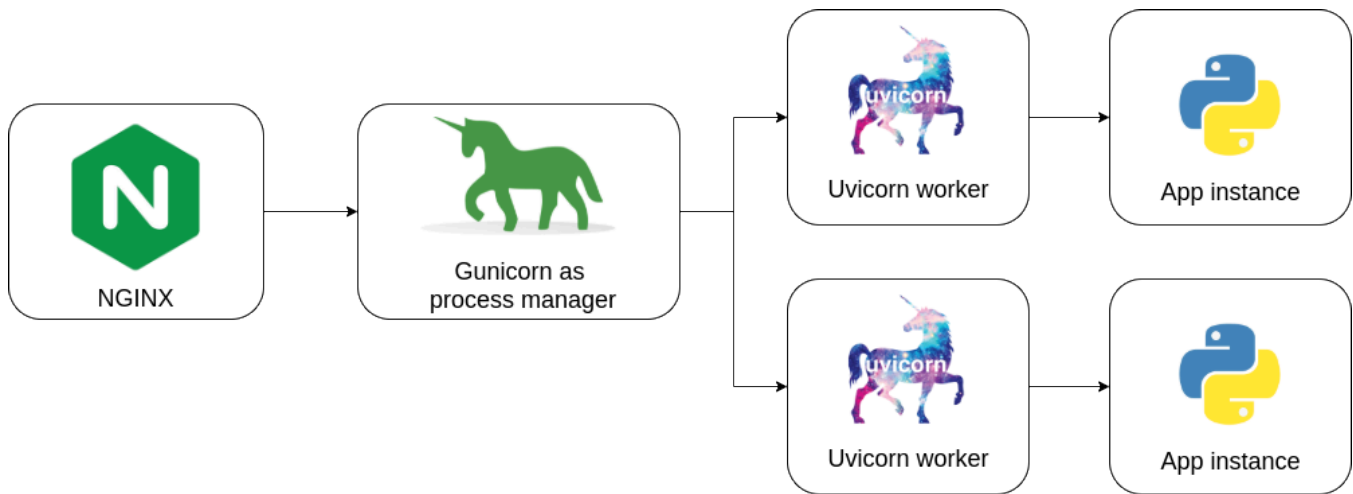 N
NGINX
Gunicorn as
process manager
uvicorn
Uvicorn worker
App instance
uvicorn
Uvicorn worker
App instance